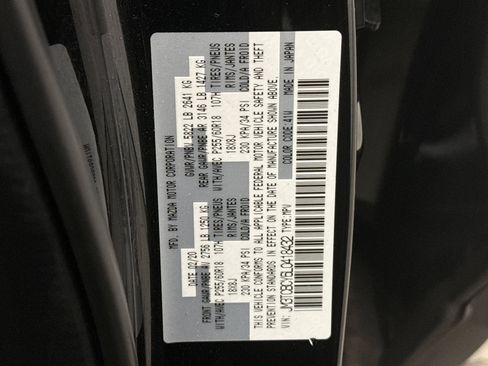 MFD. BY MAZDA MOTOR CORPORATION
DATE 02/20 GVWR/PNBV 5822 LB 2641 KG
FRONT GAWR/PNBE AV 2756 LB 1250 KG REAR GAWR/PNBE AR 3146 LB 1427 KG
WITH/AVEC P255/60R18 107H TIRES/PNEUS WITH/AVEC P255/60R18 107H TIRES/PNEUS
18X8J RIMS/JANTES 18X8J RIMS/JANTES
230 KPA/34 PSI COLD/A FROID 230 KPA/34 PSI COLD/A FROID
THIS VEHICLE CONFORMS TO ALL APPLICABLE FEDERAL MOTOR VEHICLE SAFETY AND THEFT
PREVENTION STANDARDS IN EFFECT ON THE DATE OF MANUFACTURE SHOWN ABOVE.
COLOR CODE:41W MADE IN JAPAN
VIN: JM3TCBCY6L0418432 TYPE:MPV